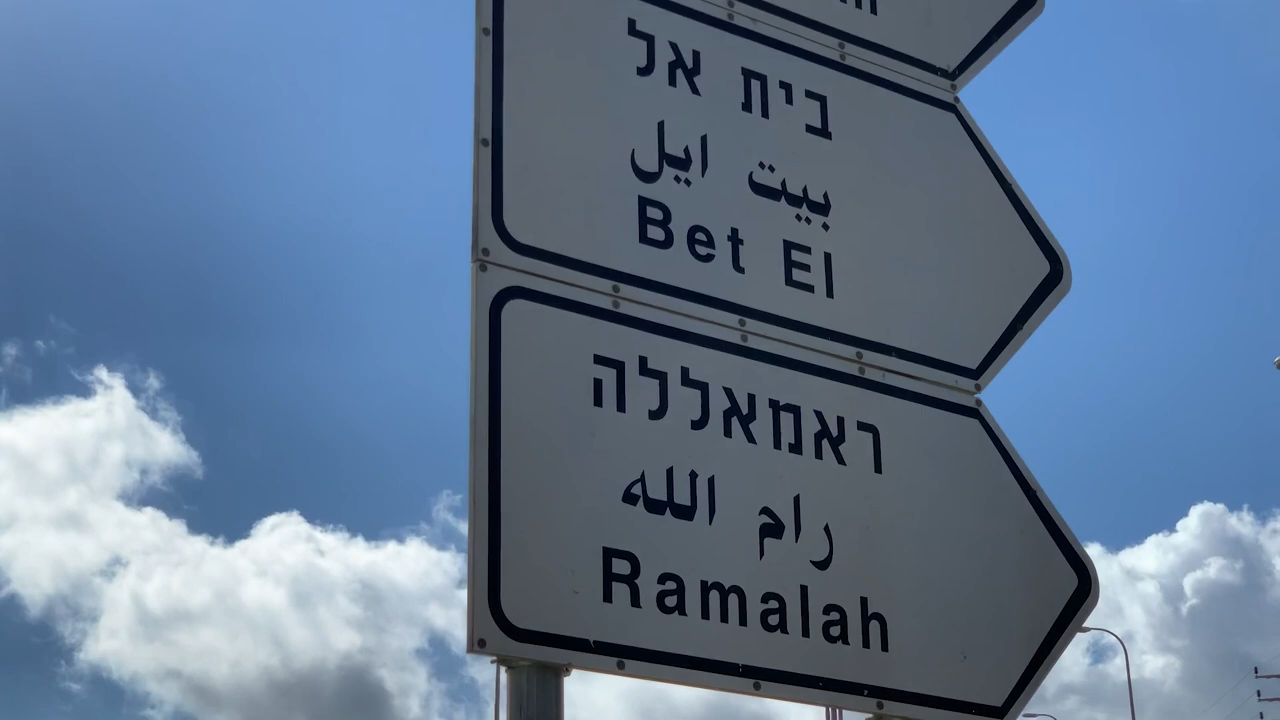 בית אל
بيت ايل
Bet El
ראמאללה
رام الله
Ramalah